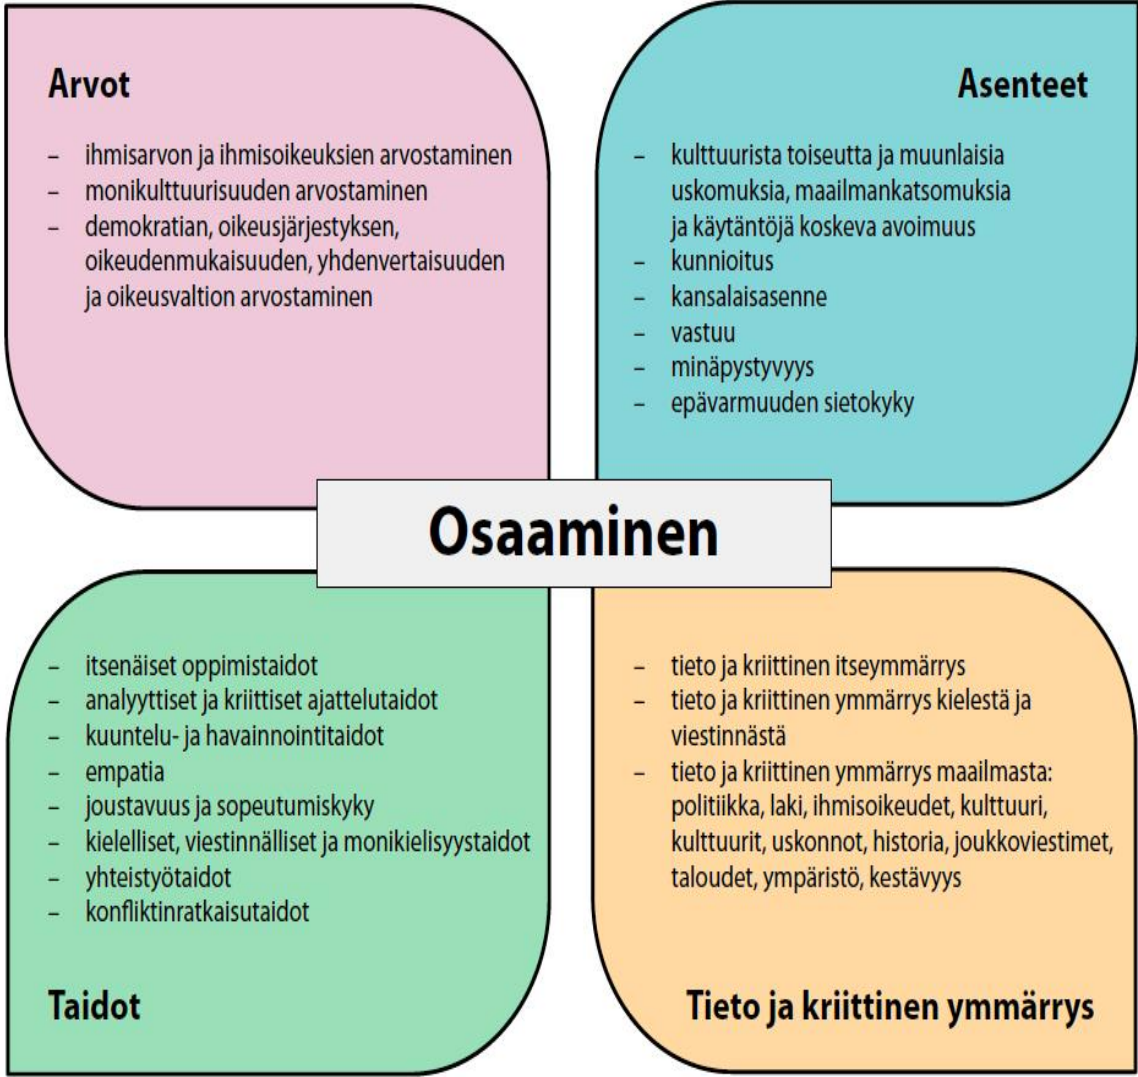 Arvot
– ihmisarvon ja ihmisoikeuksien arvostaminen
– monikulttuurisuuden arvostaminen
– demokratian, oikeusjärjestyksen,
oikeudenmukaisuuden, yhdenvertaisuuden
ja oikeusvaltion arvostaminen
Asenteet
– kulttuurista toiseutta ja muunlaisia
uskomuksia, maailmankatsomuksia
ja käytäntöjä koskeva avoimuus
– kunnioitus
– kansalaisasenne
– vastuu
– minäpystyvyys
– epävarmuuden sietokyky
Osaaminen
– itsenäiset oppimistaidot
– analyyttiset ja kriittiset ajattelutaidot
– kuuntelu- ja havainnointitaidot
– empatia
– joustavuus ja sopeutumiskyky
– kielelliset, viestinnälliset ja monikielisyystaidot
– yhteistyötaidot
– konfliktinratkaisutaidot
Taidot
– tieto ja kriittinen itseymmärrys
– tieto ja kriittinen ymmärrys kielestä ja
viestinnästä
– tieto ja kriittinen ymmärrys maailmasta:
politiikka, laki, ihmisoikeudet, kulttuuri,
kulttuurit, uskonnot, historia, joukkoviestimet,
taloudet, ympäristö, kestävyys
Tieto ja kriittinen ymmärrys